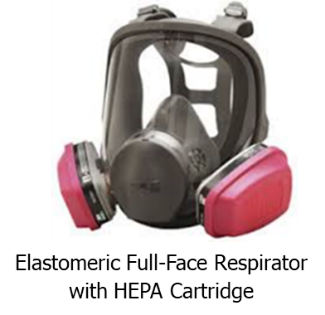 Elastomeric Full-Face Respirator
with HEPA Cartridge